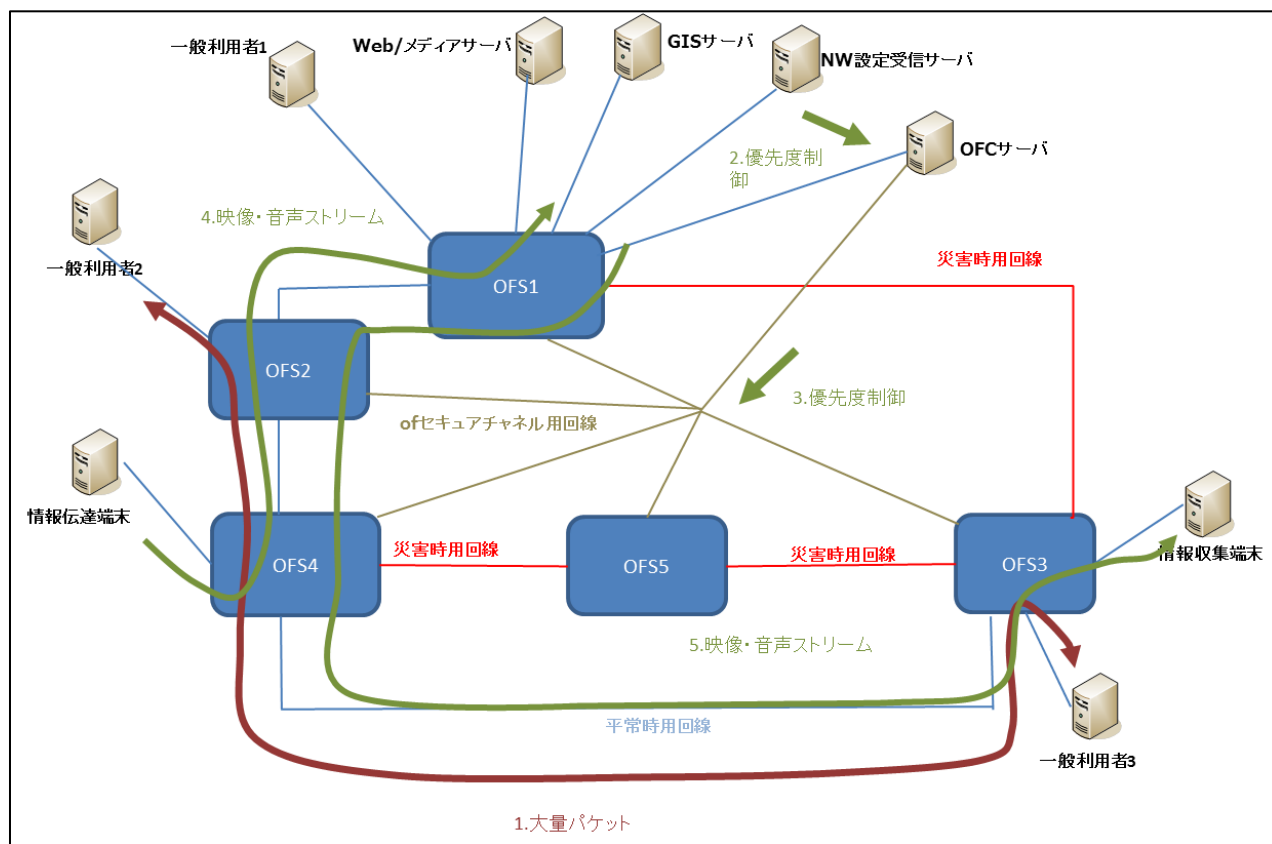 一般利用者1
Web/メディアサーバ
GISサーバ
NW設定受信サーバ
OFCサーバ
2.優先度制
御
4.映像・音声ストリーム
一般利用者2
OFS1
災害時用回線
OFS2
3.優先度制御
ofセキュアチャネル用回線
情報伝達端末
OFS4
災害時用回線
OFS5
災害時用回線
OFS3
情報収集端末
5.映像・音声ストリーム
平常時用回線
一般利用者3
1.大量パケット